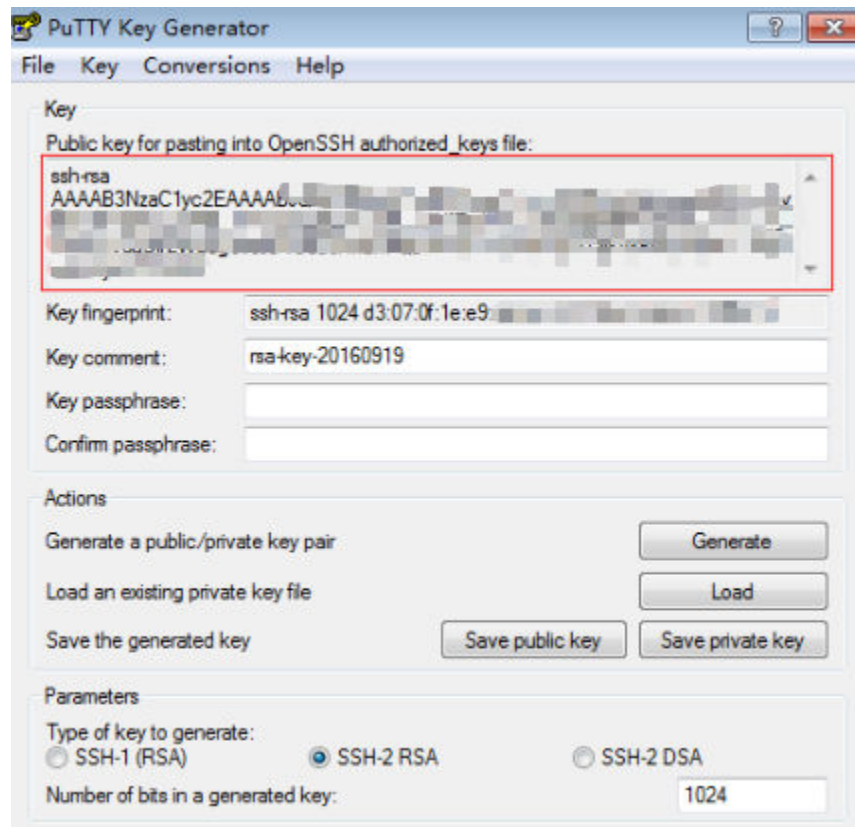 PuTTY Key Generator
File Key Conversions Help
Key
Public key for pasting into OpenSSH authorized_keys file:
ssh-rsa
AAAAB3NzaC1yc2EAAAAB
Key fingerprint: ssh-rsa 1024 d3:07:0f:1e:e9:
Key comment: rsa-key-20160919
Key passphrase:
Confirm passphrase:
Actions
Generate a public/private key pair Generate
Load an existing private key file Load
Save the generated key Save public key Save private key
Parameters
Type of key to generate:
SSH-1 (RSA) SSH-2 RSA SSH-2 DSA
Number of bits in a generated key: 1024